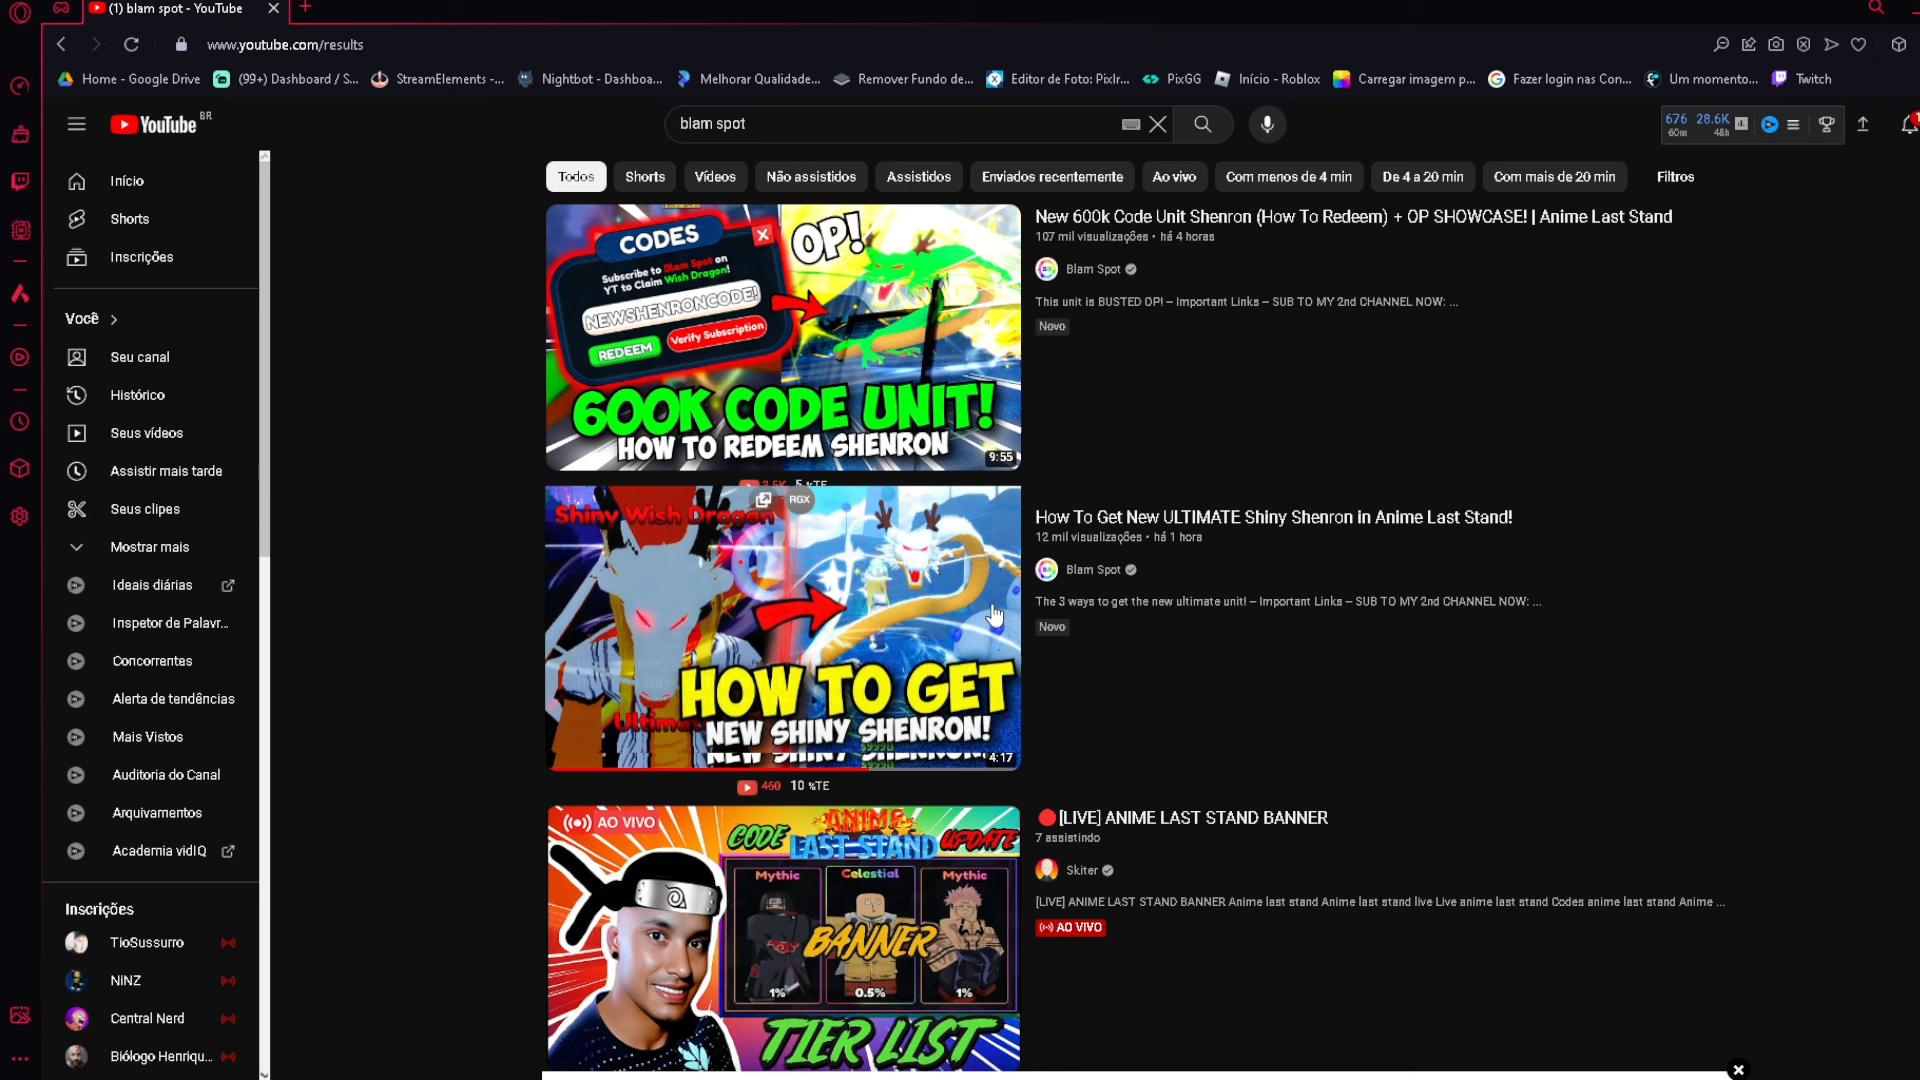 (1) blam spot - YouTube
www.youtube.com/results
Home - Google Drive
(99+) Dashboard / S...
StreamElements -...
Nightbot - Dashboa...
Melhorar Qualidade...
Remover Fundo de...
Editor de Foto: Pixlr...
PixGG
Início - Roblox
Carregar imagem p...
Fazer login nas Con...
Um momento...
Twitch
YouTube BR
blam spot
676 28.6K
60m 48h
Todos
Shorts
Vídeos
Não assistidos
Assistidos
Enviados recentemente
Ao vivo
Com menos de 4 min
De 4 a 20 min
Com mais de 20 min
Filtros
Início
Shorts
Inscrições
Você
Seu canal
Histórico
Seus vídeos
Assistir mais tarde
Seus clipes
Mostrar mais
Ideais diárias
Inspetor de Palavr...
Concorrentes
Alerta de tendências
Mais Vistos
Auditoria do Canal
Arquivamentos
Academia vidIQ
Inscrições
TioSussurro
NiNZ
Central Nerd
Biólogo Henriqu...
CODES
OP!
Subscribe to Blam Spot on
YT to Claim Wish Dragon!
NEWSHENRONCODE!
REDEEM
Verify Subscription
600K CODE UNIT!
HOW TO REDEEM SHENRON
9:55
New 600k Code Unit Shenron (How To Redeem) + OP SHOWCASE! | Anime Last Stand
107 mil visualizações • há 4 horas
Blam Spot
This unit is BUSTED OP! – Important Links – SUB TO MY 2nd CHANNEL NOW: ...
Novo
RGX
Shiny Wish Dragon
HOW TO GET
NEW SHINY SHENRON!
4:17
460 10 %TE
How To Get New ULTIMATE Shiny Shenron in Anime Last Stand!
12 mil visualizações • há 1 hora
Blam Spot
The 3 ways to get the new ultimate unit! – Important Links – SUB TO MY 2nd CHANNEL NOW: ...
Novo
AO VIVO
CODE
ANIME
LAST STAND
UPDATE
Mythic
Celestial
Mythic
BANNER
1%
0.5%
1%
TIER LIST
[LIVE] ANIME LAST STAND BANNER
7 assistindo
Skiter
[LIVE] ANIME LAST STAND BANNER Anime last stand Anime last stand live Live anime last stand Codes anime last stand Anime ...
AO VIVO